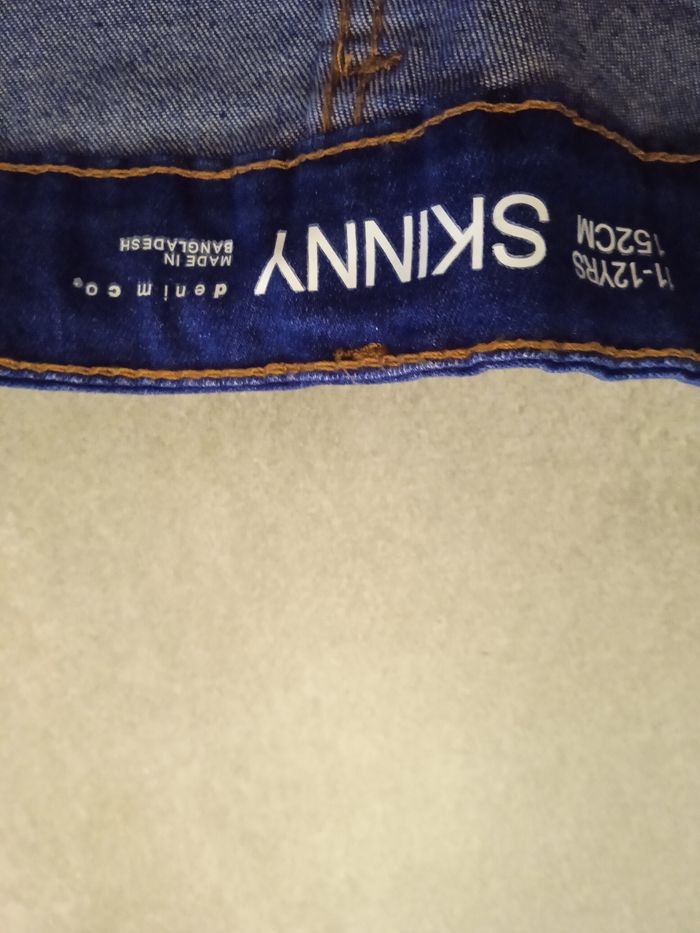 11-12YRS
152CM
SKINNY
denim co.
MADE IN
BANGLADESH